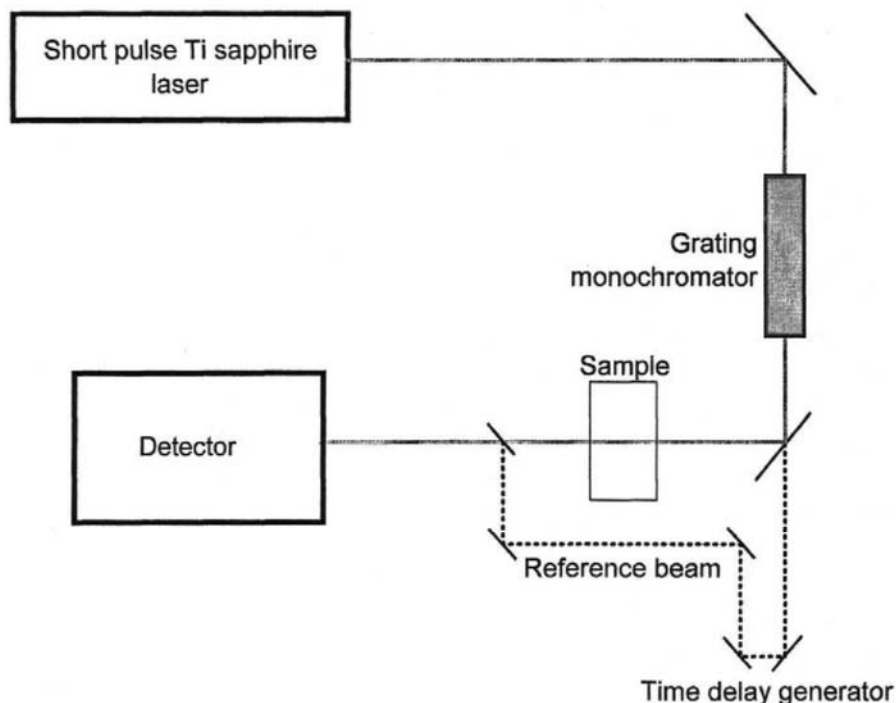 Short pulse Ti sapphire
laser
Grating
monochromator
Sample
Detector
Reference beam
Time delay generator